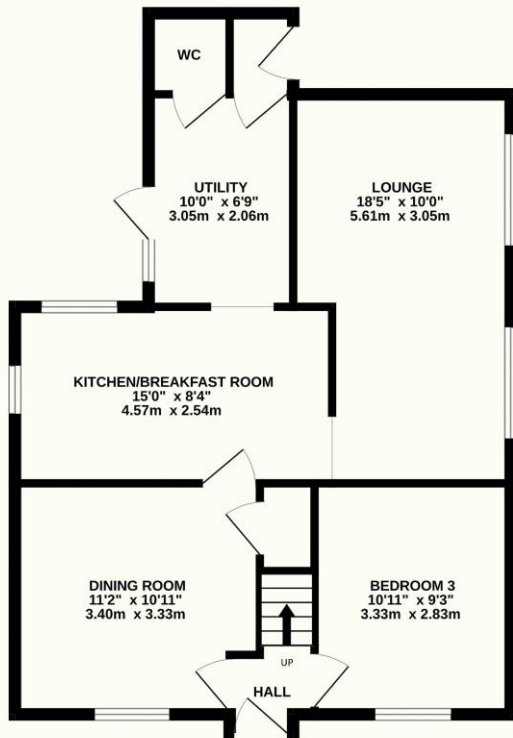 WC
UTILITY
10'0" x 6'9"
3.05m x 2.06m
LOUNGE
18'5" x 10'0"
5.61m x 3.05m
KITCHEN/BREAKFAST ROOM
15'0" x 8'4"
4.57m x 2.54m
DINING ROOM
11'2" x 10'11"
3.40m x 3.33m
BEDROOM 3
10'11" x 9'3"
3.33m x 2.83m
UP
HALL